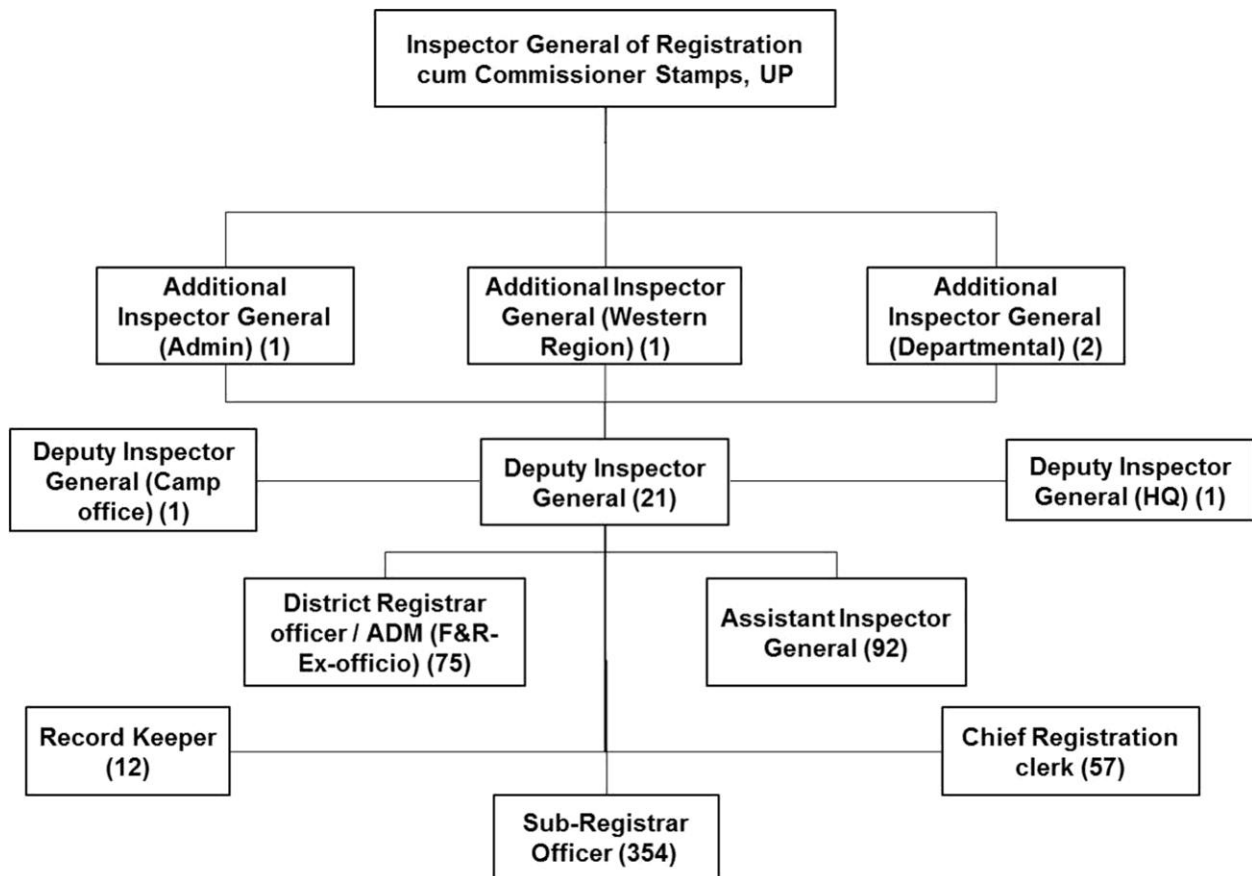 Inspector General of Registration
cum Commissioner Stamps, UP
Additional
Inspector General
(Admin) (1)
Additional Inspector
General (Western
Region) (1)
Additional
Inspector General
(Departmental) (2)
Deputy Inspector
General (Camp
office) (1)
Deputy Inspector
General (21)
Deputy Inspector
General (HQ) (1)
District Registrar
officer / ADM (F&R-
Ex-officio) (75)
Assistant Inspector
General (92)
Record Keeper
(12)
Chief Registration
clerk (57)
Sub-Registrar
Officer (354)